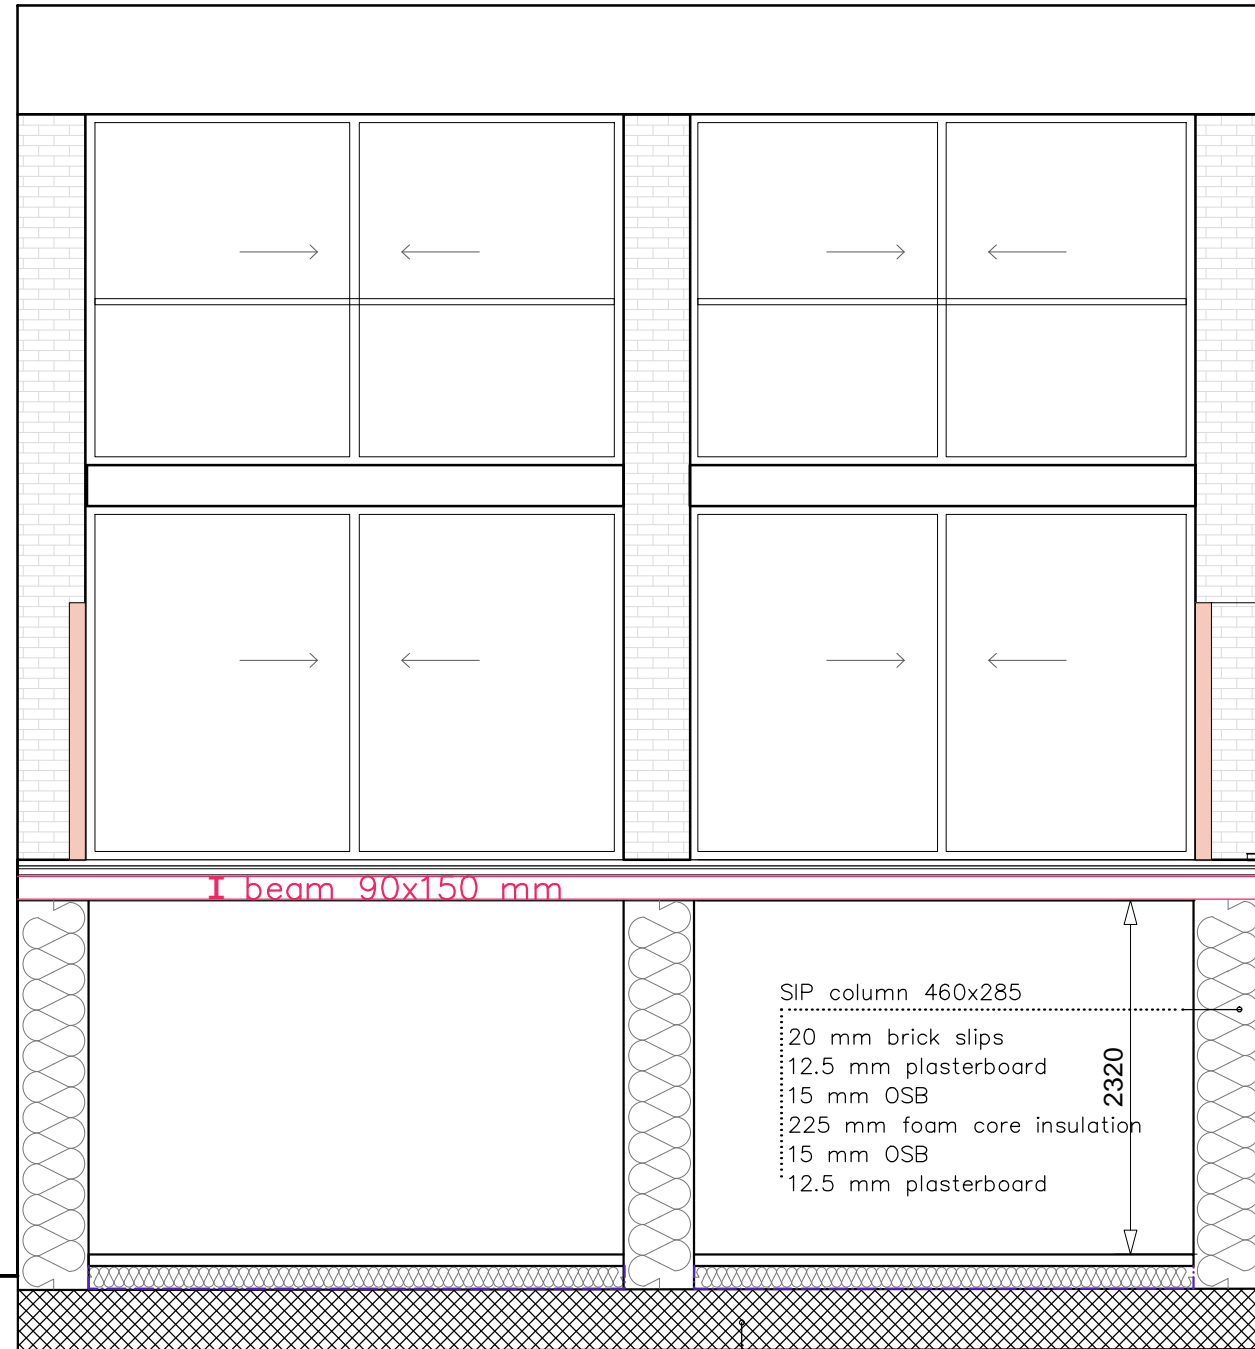 I beam 90x150 mm
SIP column 460x285
20 mm brick slips
12.5 mm plasterboard
15 mm OSB
225 mm foam core insulation
15 mm OSB
12.5 mm plasterboard
2320